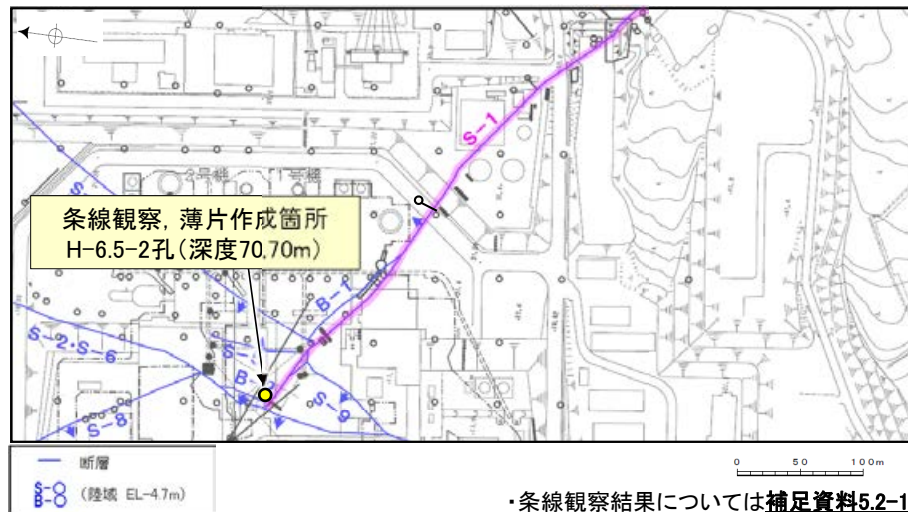 S-1
条線観察, 薄片作成箇所
H-6.5-2孔(深度70.70m)
B-1
S-2・S-6
S-9
S-8
断層
S-○
B-○
(陸域 EL-4.7m)
0 50 100m
・条線観察結果については補足資料5.2-1